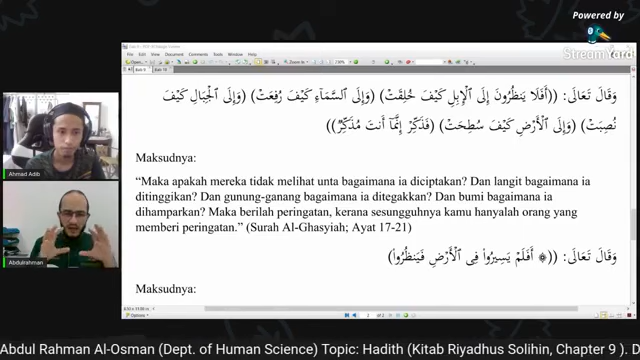 Powered by
StreamYard
وَقَالَ تَعَالَى: ((أَفَلَا يَنظُرُونَ إِلَى الْإِبِلِ كَيْفَ خُلِقَتْ) (وَإِلَى السَّمَاءِ كَيْفَ رُفِعَتْ) (وَإِلَى الْجِبَالِ كَيْفَ
نُصِبَتْ) (وَإِلَى الْأَرْضِ كَيْفَ سُطِحَتْ) (فَذَكِّرْ إِنَّمَا أَنتَ مُذَكِّرٌ))
Maksudnya:
“Maka apakah mereka tidak melihat unta bagaimana ia diciptakan? Dan langit bagaimana ia
ditinggikan? Dan gunung-ganang bagaimana ia ditegakkan? Dan bumi bagaimana ia
dihamparkan? Maka berilah peringatan, kerana sesungguhnya kamu hanyalah orang yang
memberi peringatan.” (Surah Al-Ghasyiah; Ayat 17-21)
وَقَالَ تَعَالَى: ((۞ أَفَلَمْ يَسِيرُوا فِي الْأَرْضِ فَيَنظُرُوا)
Maksudnya:
Ahmad Adib
Abdulrahman
Abdul Rahman Al-Osman (Dept. of Human Science) Topic: Hadith (Kitab Riyadhus Solihin, Chapter 9 ). D